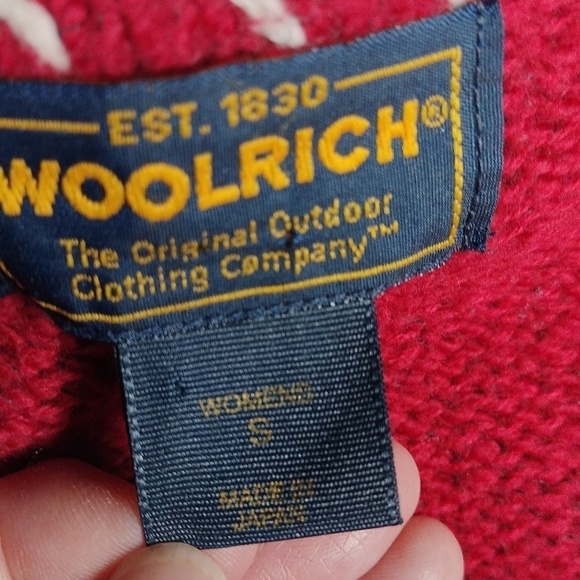 EST. 1830
WOOLRICH®
The Original Outdoor
Clothing Company™
WOMENS
S
MADE IN
JAPAN